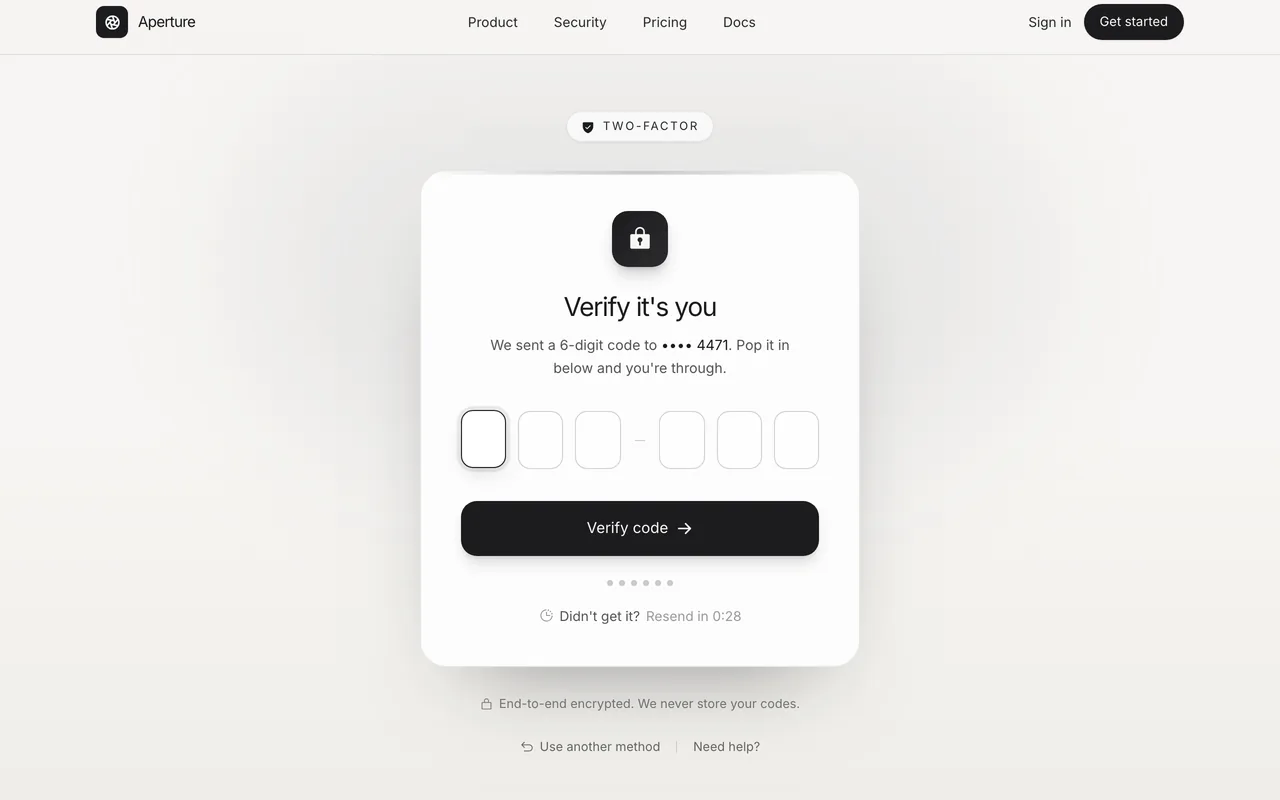 Aperture
Product
Security
Pricing
Docs
Sign in
Get started
TWO-FACTOR
Verify it's you
We sent a 6-digit code to •••• 4471. Pop it in
below and you're through.
–
Verify code →
Didn't get it? Resend in 0:28
End-to-end encrypted. We never store your codes.
Use another method
Need help?